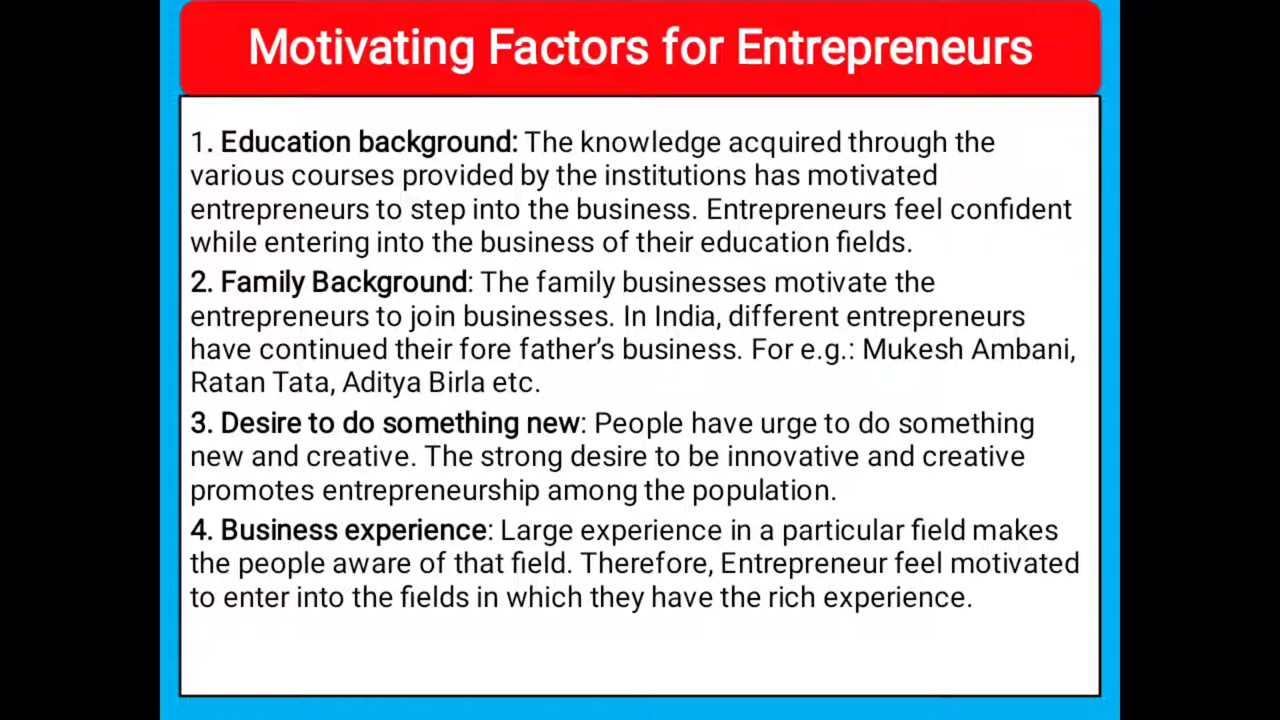 Motivating Factors for Entrepreneurs
1. Education background: The knowledge acquired through the
various courses provided by the institutions has motivated
entrepreneurs to step into the business. Entrepreneurs feel confident
while entering into the business of their education fields.
2. Family Background: The family businesses motivate the
entrepreneurs to join businesses. In India, different entrepreneurs
have continued their fore father’s business. For e.g.: Mukesh Ambani,
Ratan Tata, Aditya Birla etc.
3. Desire to do something new: People have urge to do something
new and creative. The strong desire to be innovative and creative
promotes entrepreneurship among the population.
4. Business experience: Large experience in a particular field makes
the people aware of that field. Therefore, Entrepreneur feel motivated
to enter into the fields in which they have the rich experience.